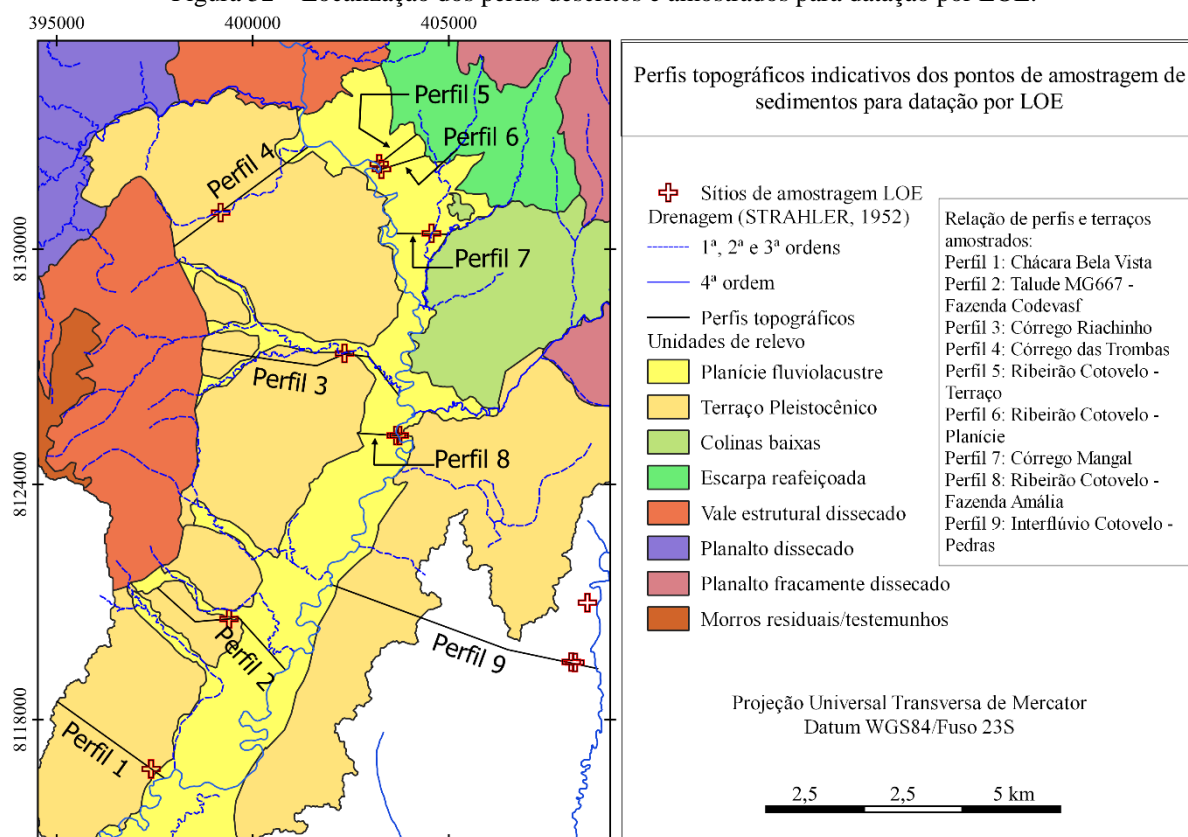 Figura 32 – Localização dos perfis descritos e amostrados para datação por LOE.
395000
400000
405000
8130000
8124000
8118000
Perfil 5
Perfil 6
Perfil 4
Perfil 7
Perfil 3
Perfil 8
Perfil 2
Perfil 9
Perfil 1
Perfis topográficos indicativos dos pontos de amostragem de
sedimentos para datação por LOE
Sítios de amostragem LOE
Drenagem (STRAHLER, 1952)
1ª, 2ª e 3ª ordens
4ª ordem
Perfis topográficos
Unidades de relevo
Planície fluviolacustre
Terraço Pleistocênico
Colinas baixas
Escarpa reafeiçoada
Vale estrutural dissecado
Planalto dissecado
Planalto fracamente dissecado
Morros residuais/testemunhos
Relação de perfis e terraços
amostrados:
Perfil 1: Chácara Bela Vista
Perfil 2: Talude MG667 -
Fazenda Codevasf
Perfil 3: Córrego Riachinho
Perfil 4: Córrego das Trombas
Perfil 5: Ribeirão Cotovelo -
Terraço
Perfil 6: Ribeirão Cotovelo -
Planície
Perfil 7: Córrego Mangal
Perfil 8: Ribeirão Cotovelo -
Fazenda Amália
Perfil 9: Interflúvio Cotovelo -
Pedras
Projeção Universal Transversa de Mercator
Datum WGS84/Fuso 23S
2,5
2,5
5 km